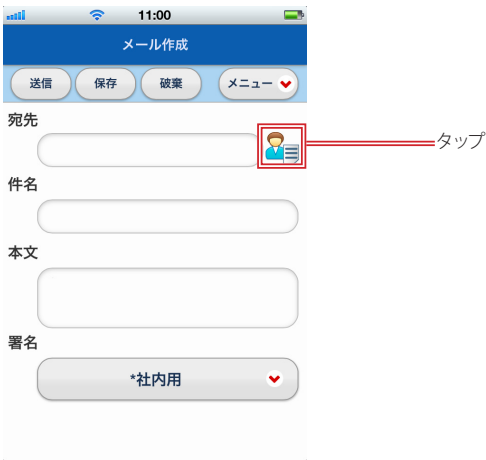 11:00
メール作成
送信 保存 破棄 メニュー
宛先
タップ
件名
本文
署名
*社内用